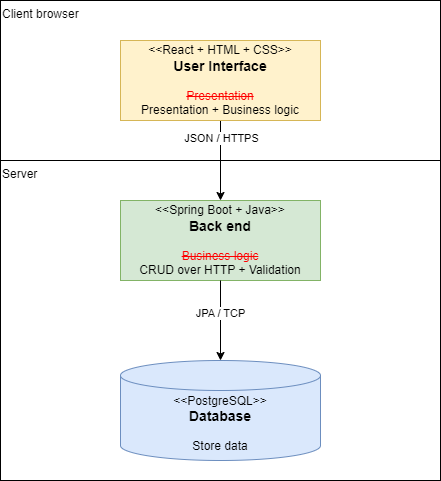 Client browser
<<React + HTML + CSS>>
User Interface
Presentation
Presentation + Business logic
JSON / HTTPS
Server
<<Spring Boot + Java>>
Back end
Business logic
CRUD over HTTP + Validation
JPA / TCP
<<PostgreSQL>>
Database
Store data